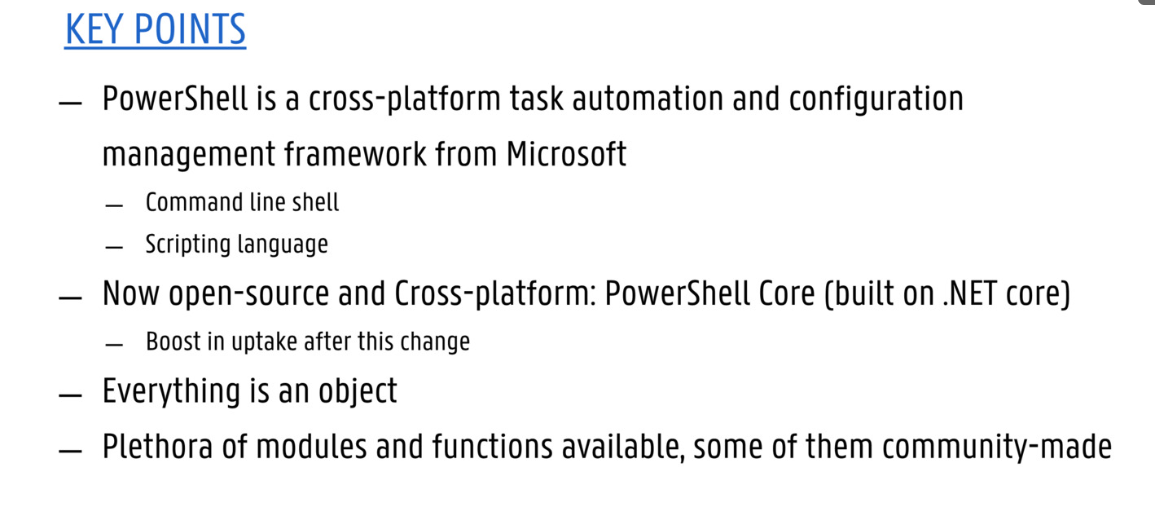 KEY POINTS
— PowerShell is a cross-platform task automation and configuration
management framework from Microsoft
— Command line shell
— Scripting language
— Now open-source and Cross-platform: PowerShell Core (built on .NET core)
— Boost in uptake after this change
— Everything is an object
— Plethora of modules and functions available, some of them community-made